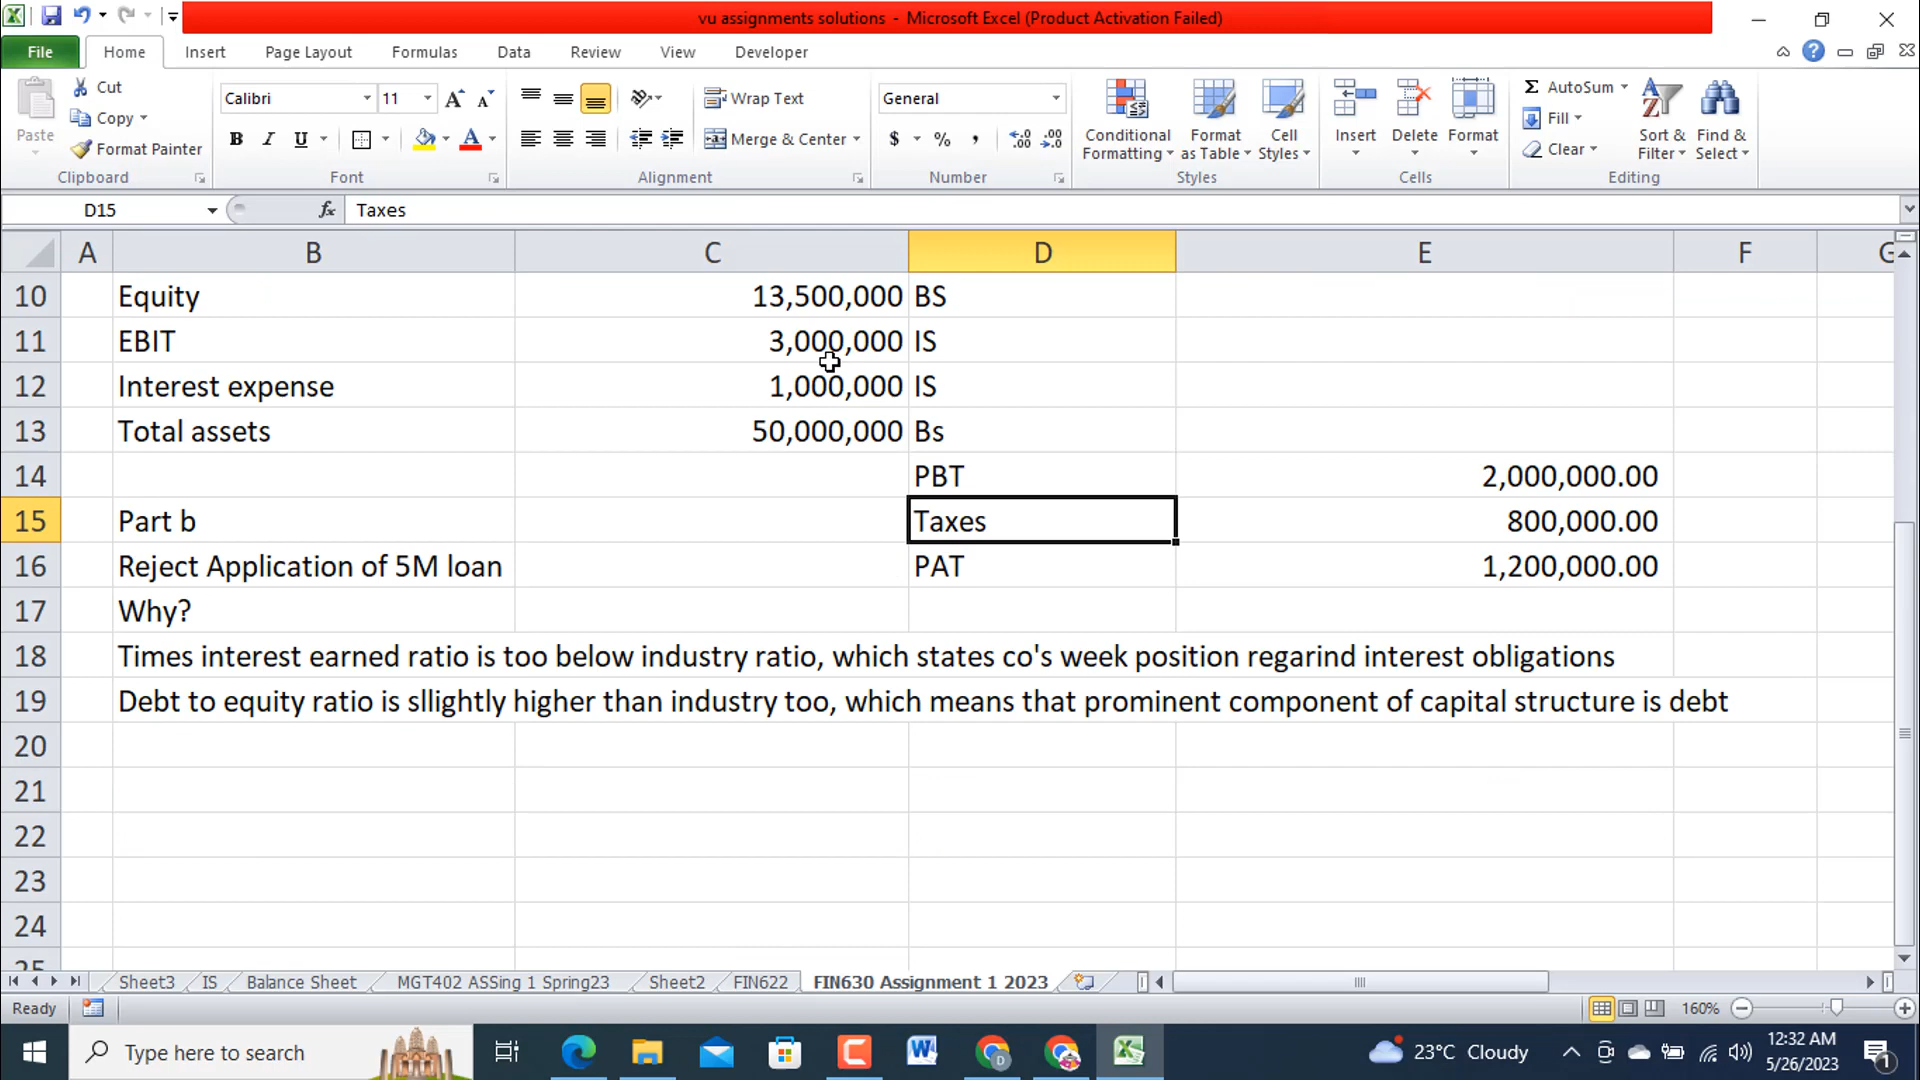 vu assignments solutions - Microsoft Excel (Product Activation Failed)
File Home Insert Page Layout Formulas Data Review View Developer
Paste Cut Copy Format Painter Clipboard
Calibri 11 B I U Font
Wrap Text Merge & Center Alignment
General $ % , Number
Conditional Formatting Format as Table Cell Styles Styles
Insert Delete Format Cells
AutoSum Fill Clear Sort & Filter Find & Select Editing
D15 fx Taxes
A B C D E F G
10 Equity 13,500,000 BS
11 EBIT 3,000,000 IS
12 Interest expense 1,000,000 IS
13 Total assets 50,000,000 Bs
14 PBT 2,000,000.00
15 Part b Taxes 800,000.00
16 Reject Application of 5M loan PAT 1,200,000.00
17 Why?
18 Times interest earned ratio is too below industry ratio, which states co's week position regarind interest obligations
19 Debt to equity ratio is sllightly higher than industry too, which means that prominent component of capital structure is debt
20
21
22
23
24
25
Sheet3 IS Balance Sheet MGT402 ASSing 1 Spring23 Sheet2 FIN622 FIN630 Assignment 1 2023
Ready 160%
Type here to search 23°C Cloudy 12:32 AM
5/26/2023 1